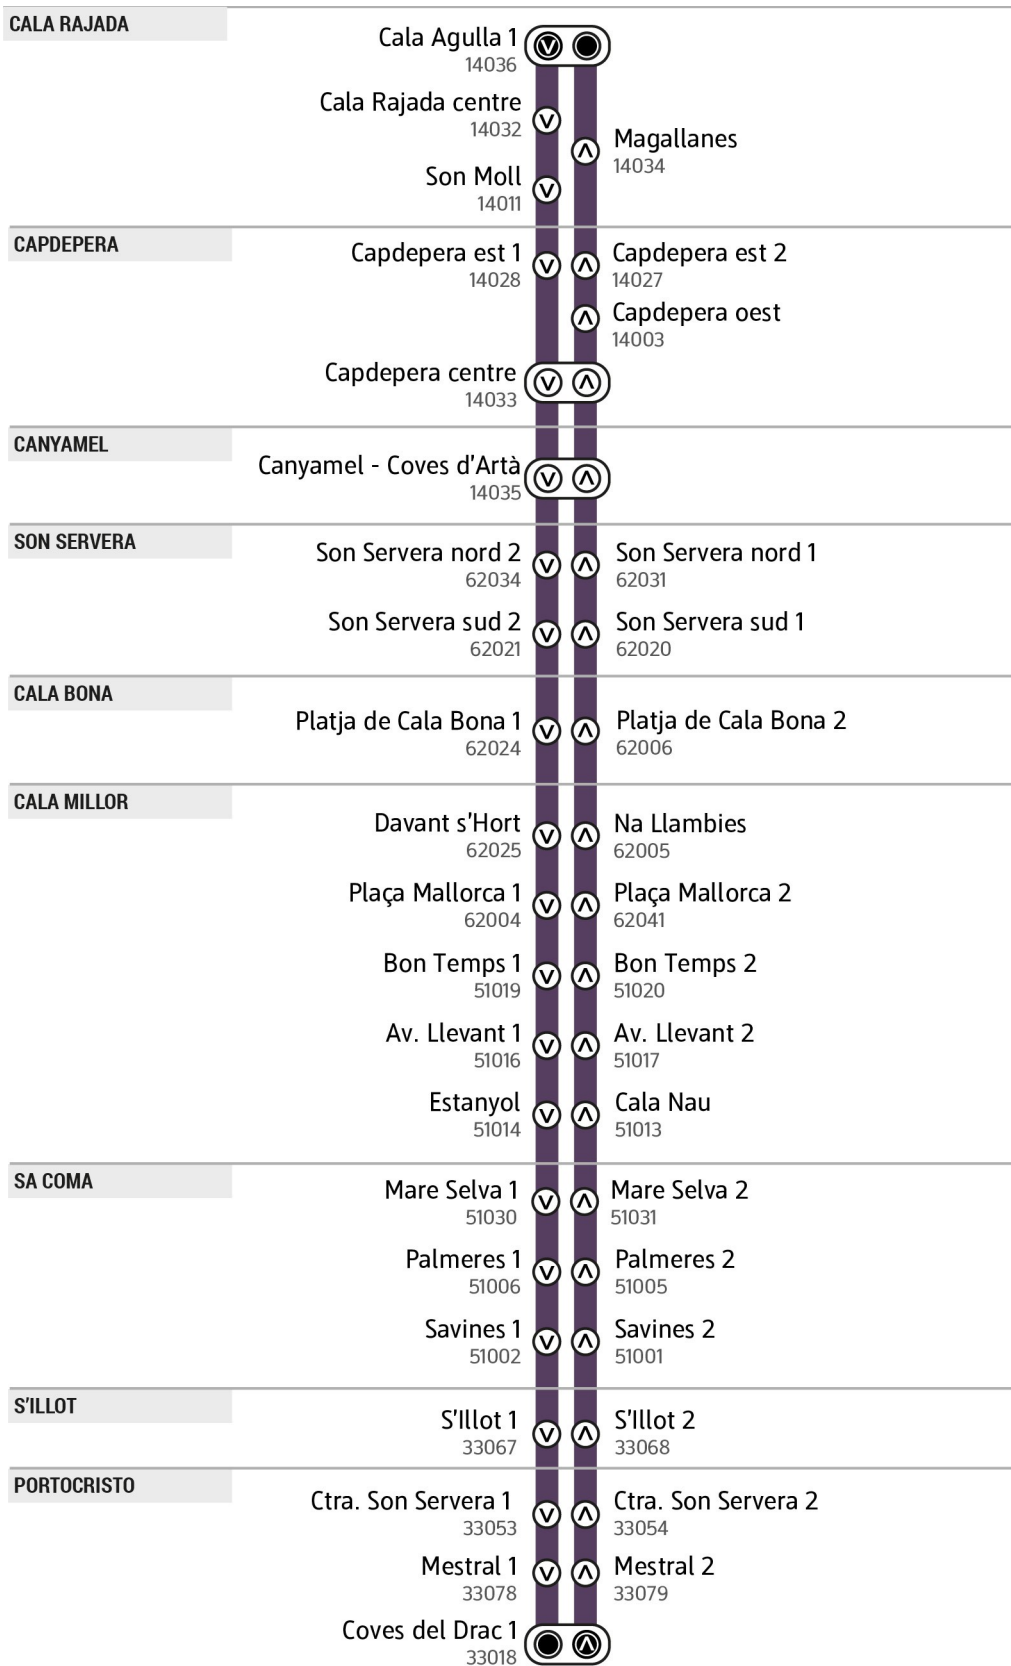 CALA RAJADA
Cala Agulla 1
14036
Cala Rajada centre
14032
Magallanes
14034
Son Moll
14011
CAPDEPERA
Capdepera est 1
14028
Capdepera est 2
14027
Capdepera oest
14003
Capdepera centre
14033
CANYAMEL
Canyamel - Coves d'Artà
14035
SON SERVERA
Son Servera nord 2
62034
Son Servera nord 1
62031
Son Servera sud 2
62021
Son Servera sud 1
62020
CALA BONA
Platja de Cala Bona 1
62024
Platja de Cala Bona 2
62006
CALA MILLOR
Davant s'Hort
62025
Na Llambies
62005
Plaça Mallorca 1
62004
Plaça Mallorca 2
62041
Bon Temps 1
51019
Bon Temps 2
51020
Av. Llevant 1
51016
Av. Llevant 2
51017
Estanyol
51014
Cala Nau
51013
SA COMA
Mare Selva 1
51030
Mare Selva 2
51031
Palmeres 1
51006
Palmeres 2
51005
Savines 1
51002
Savines 2
51001
S'ILLOT
S'Illot 1
33067
S'Illot 2
33068
PORTOCRISTO
Ctra. Son Servera 1
33053
Ctra. Son Servera 2
33054
Mestral 1
33078
Mestral 2
33079
Coves del Drac 1
33018